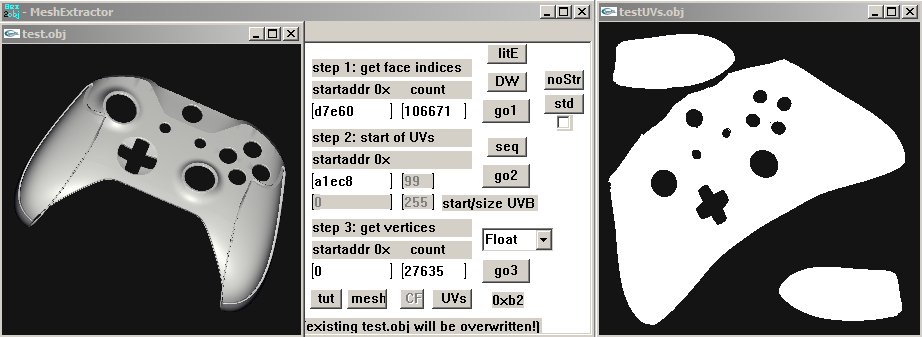 Hex
2obj
- MeshExtractor
test.obj
testUVs.obj
litE
step 1: get face indices
DW
noStr
startaddr 0x count
d7e60 106671
go1
std
step 2: start of UVs
seq
startaddr 0x
go2
a1ec8 99
0 255 start/size UVB
step 3: get vertices
Float
startaddr 0x count
0 27635
go3
tut mesh CF UVs 0xb2
(existing test.obj will be overwritten!)